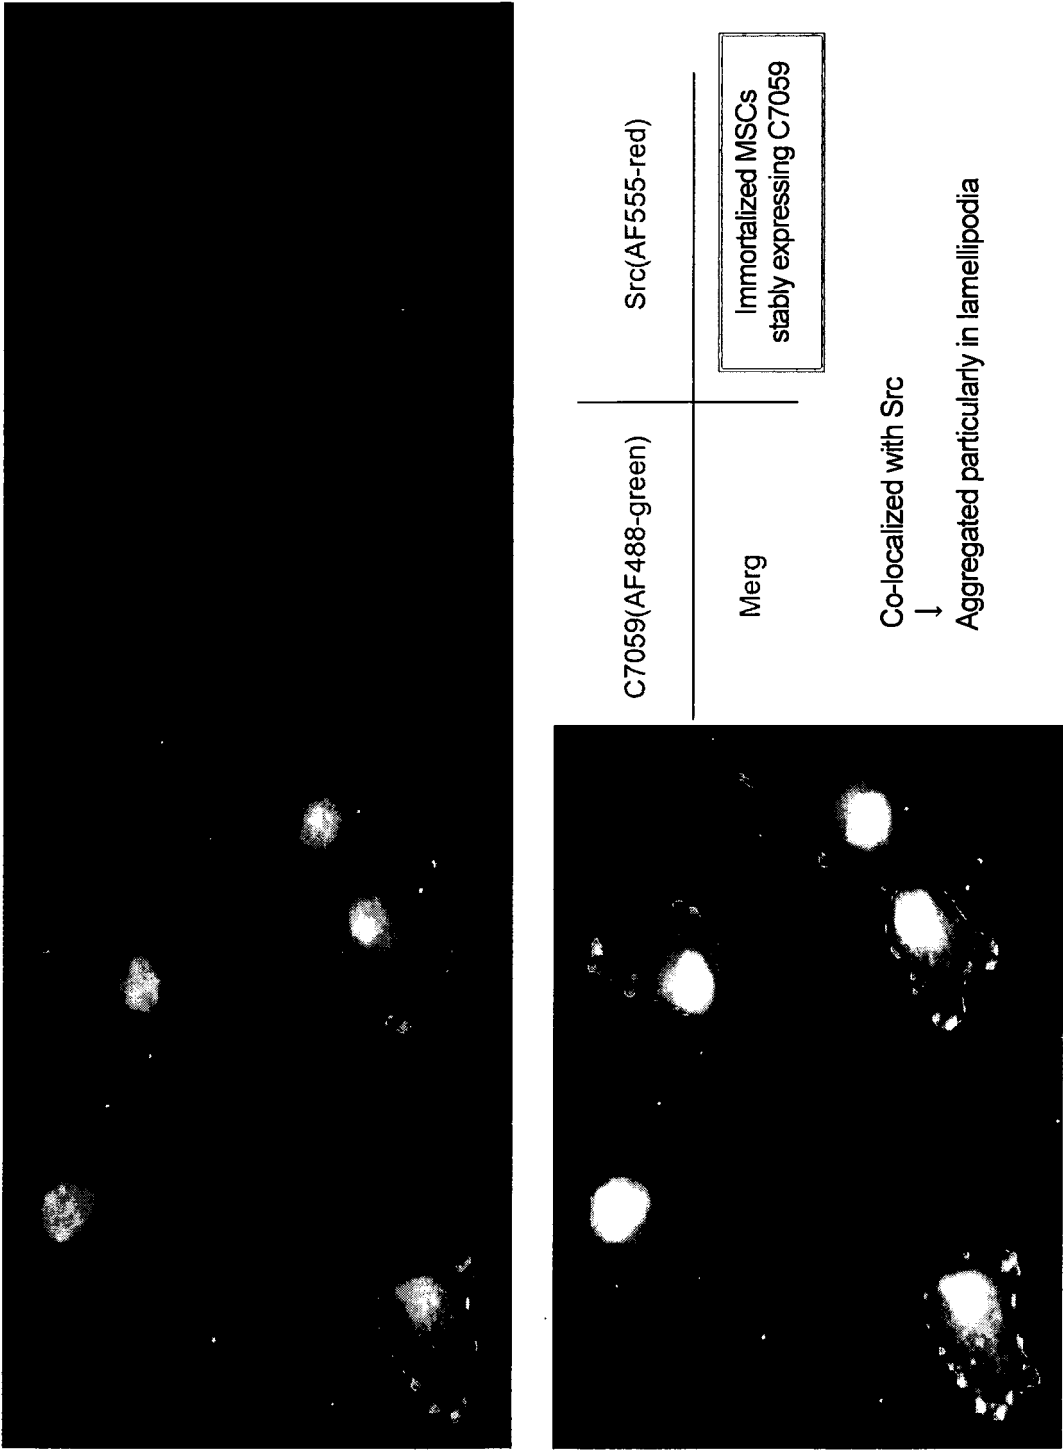 C7059(AF488-green)
Src(AF555-red)
Merg
Immortalized MSCs
stably expressing C7059
Co-localized with Src
↓
Aggregated particularly in lamellipodia